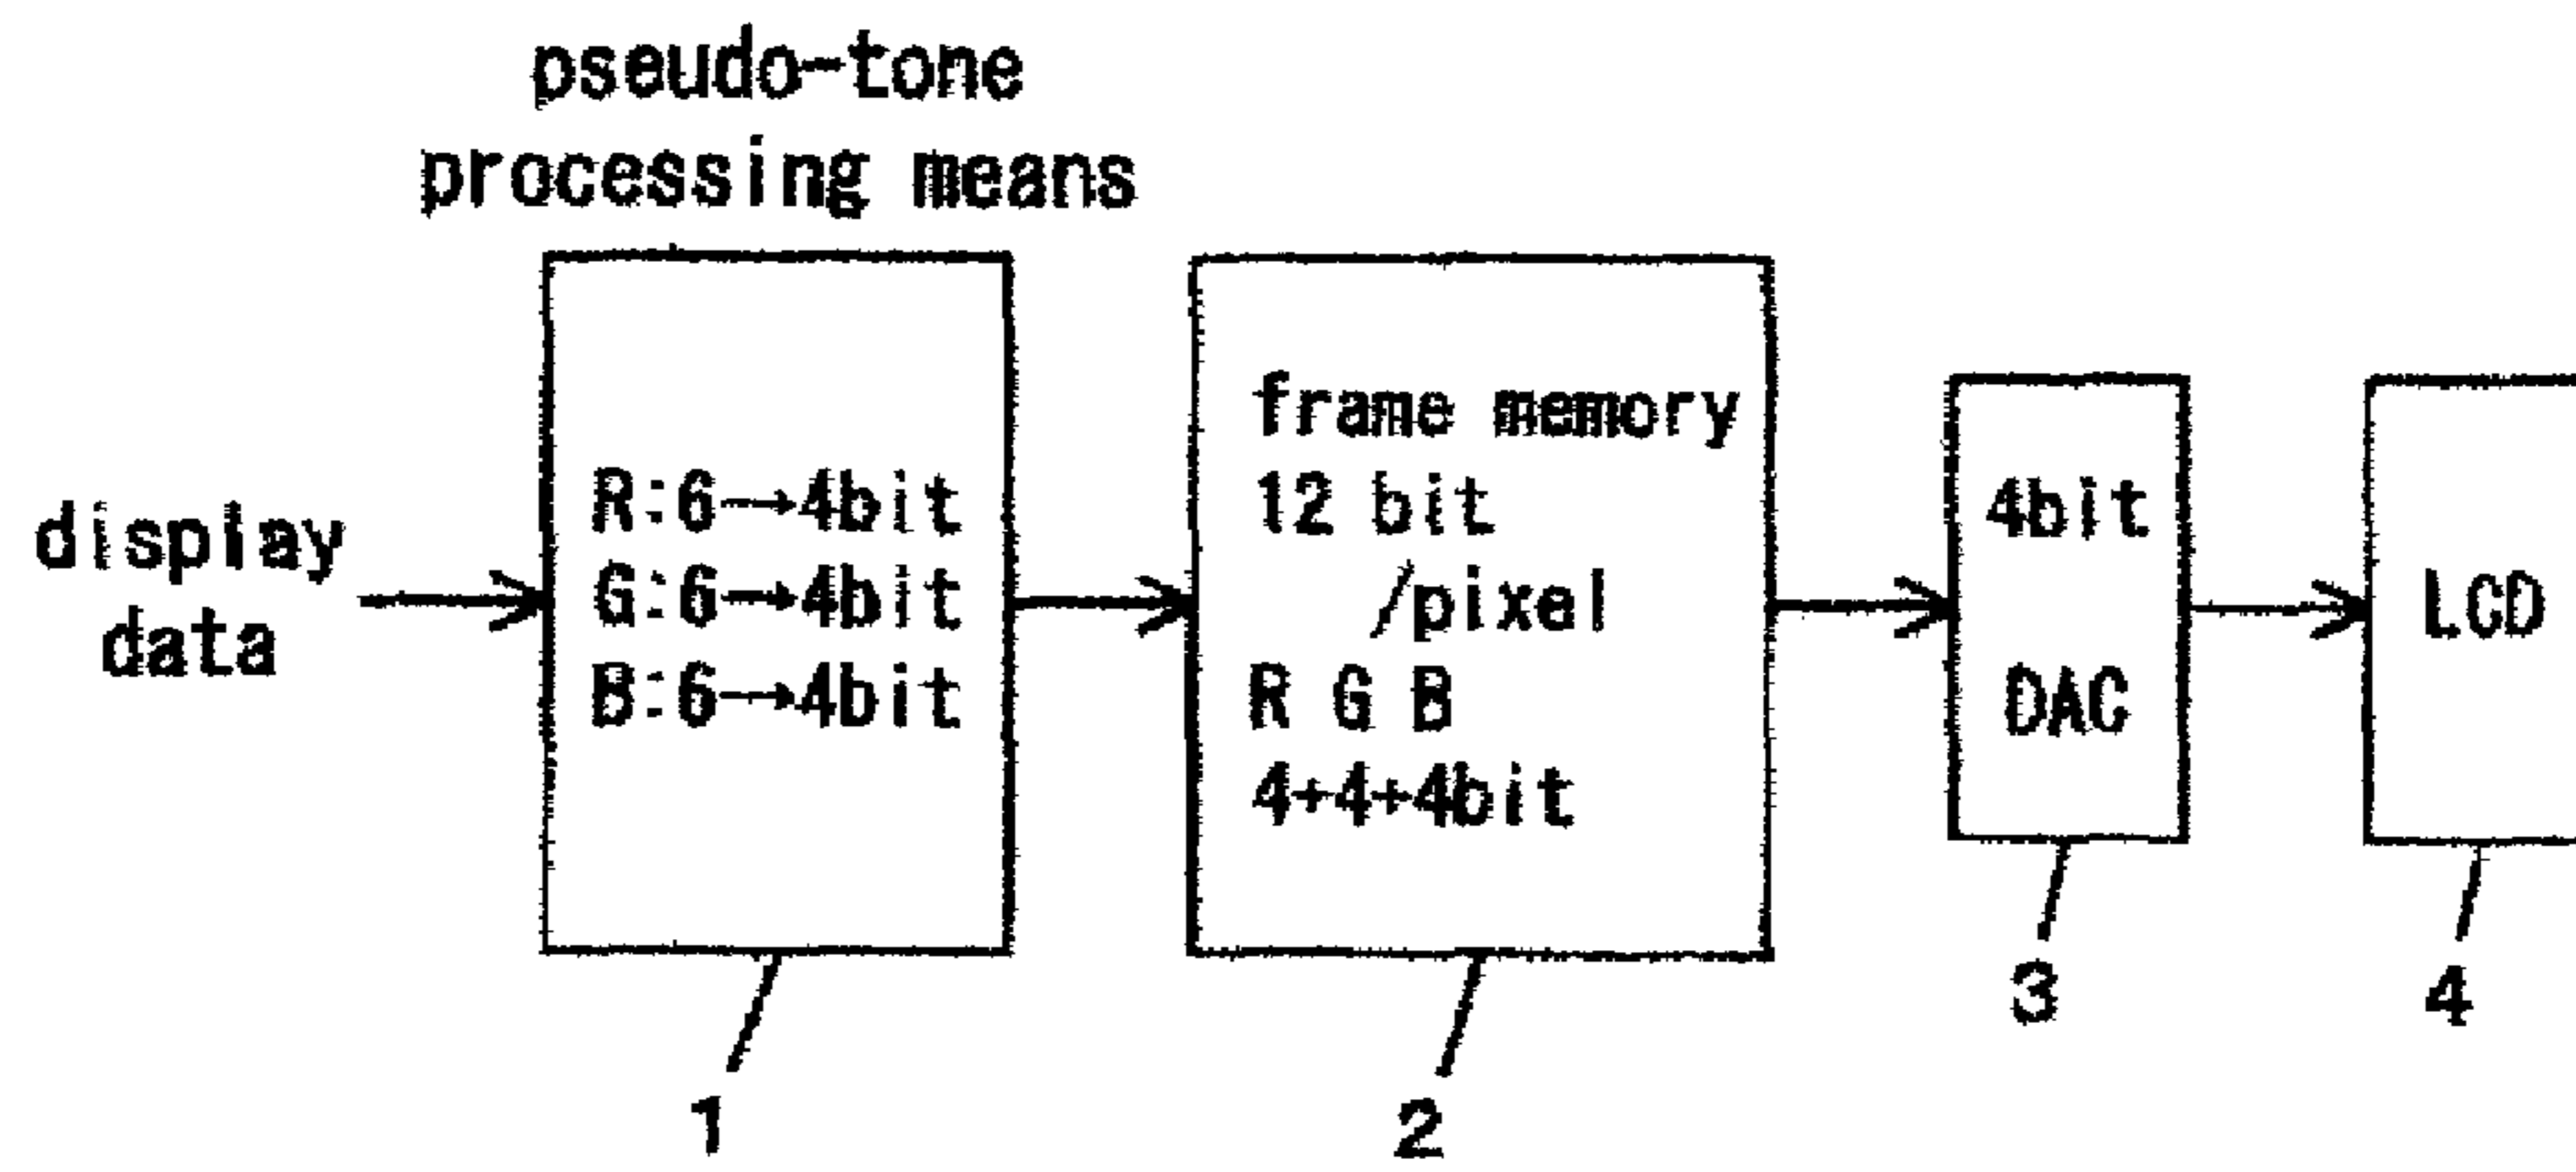 pseudo-tone
processing means
display
data
R:6→4bit
G:6→4bit
B:6→4bit
frame memory
12 bit
/pixel
R G B
4+4+4bit
4bit
DAC
LCD
1
2
3
4